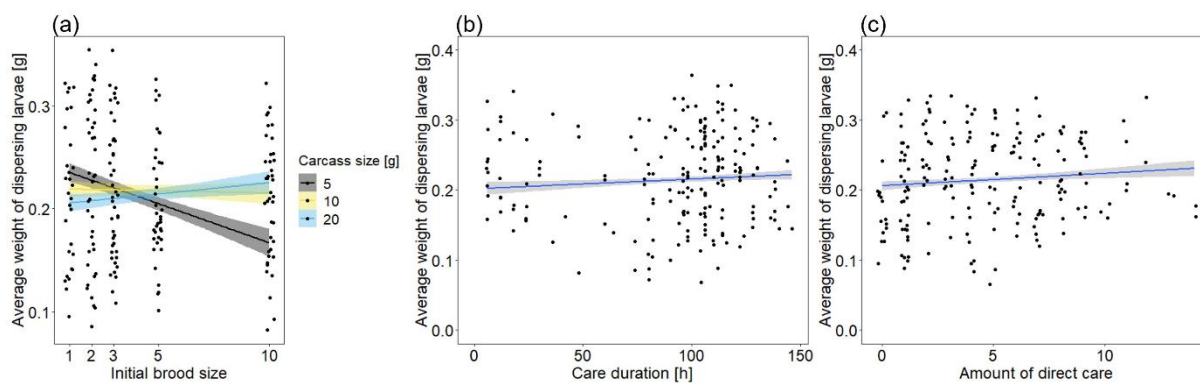 (a)
Average weight of dispersing larvae [g]
0.3
0.2
0.1
1 2 3 5 10
Initial brood size
Carcass size [g]
5
10
20
(b)
Average weight of dispersing larvae [g]
0.4
0.3
0.2
0.1
0.0
0 50 100 150
Care duration [h]
(c)
Average weight of dispersing larvae [g]
0.4
0.3
0.2
0.1
0.0
0 5 10
Amount of direct care